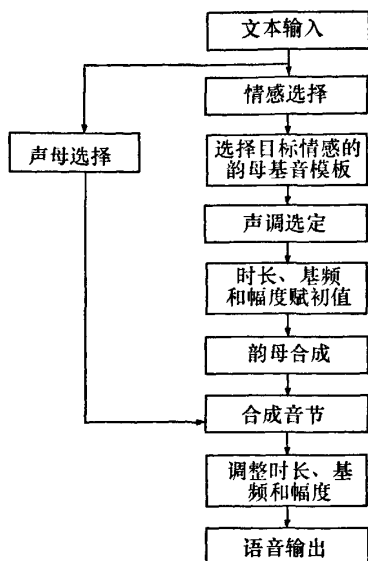 文本输入
情感选择
声母选择
选择目标情感的
韵母基音模板
声调选定
时长、基频
和幅度赋初值
韵母合成
合成音节
调整时长、基
频和幅度
语音输出